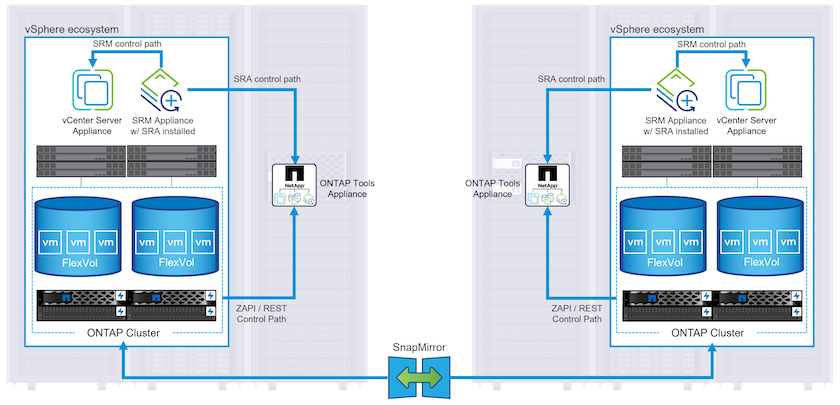 vSphere ecosystem
SRM control path
vCenter Server
Appliance
SRM Appliance
w/ SRA installed
SRA control path
NetApp
ONTAP Tools
Appliance
vm vm vm
FlexVol
vm vm vm
FlexVol
ZAPI / REST
Control Path
ONTAP Cluster
SnapMirror
vSphere ecosystem
SRM control path
SRA control path
SRM Appliance
w/ SRA installed
vCenter Server
Appliance
ONTAP Tools
Appliance
NetApp
vm vm vm
FlexVol
vm vm vm
FlexVol
ZAPI / REST
Control Path
ONTAP Cluster